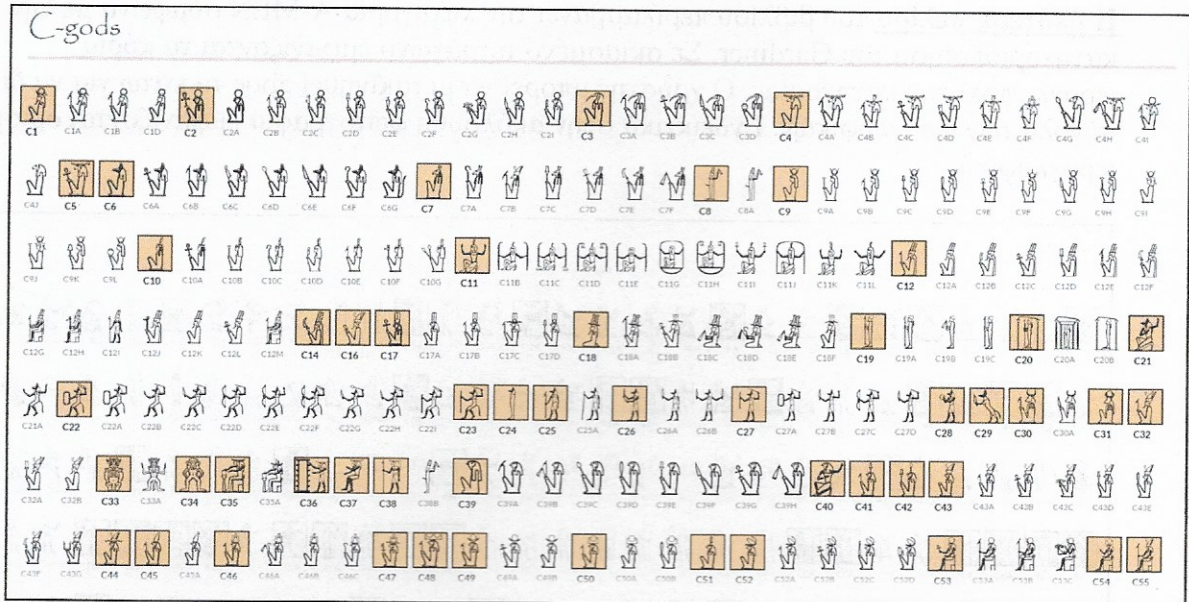 C-gods
C1 C1A C1B C1D C2 C2A C2B C2C C2D C2E C2F C2G C2H C2I C3 C3A C3B C3C C3D C4 C4A C4B C4C C4D C4E C4F C4G C4H C4I
C4J C5 C6 C6A C6B C6C C6D C6E C6F C6G C7 C7A C7B C7C C7D C7E C7F C8 C8A C9 C9A C9B C9C C9D C9E C9F C9G C9H C9I
C9J C9K C9L C10 C10A C10B C10C C10D C10E C10F C10G C11 C11B C11C C11D C11E C11G C11H C11I C11J C11K C11L C12 C12A C12B C12C C12D C12E C12F
C12G C12H C12I C12J C12K C12L C12M C14 C16 C17 C17A C17B C17C C17D C18 C18A C18B C18C C18D C18E C18F C19 C19A C19B C19C C20 C20A C20B C21
C21A C22 C22A C22B C22C C22D C22E C22F C22G C22H C22I C23 C24 C25 C25A C26 C26A C26B C27 C27A C27B C27C C27D C28 C29 C30 C30A C31 C32
C32A C32B C33 C33A C34 C35 C35A C36 C37 C38 C38B C39 C39A C39B C39C C39D C39E C39F C39G C39H C40 C41 C42 C43 C43A C43B C43C C43D C43E
C43F C43G C44 C45 C45A C46 C46A C46B C46C C47 C48 C49 C49A C49B C50 C50A C50B C51 C52 C52A C52B C52C C52D C53 C53A C53B C53C C54 C55